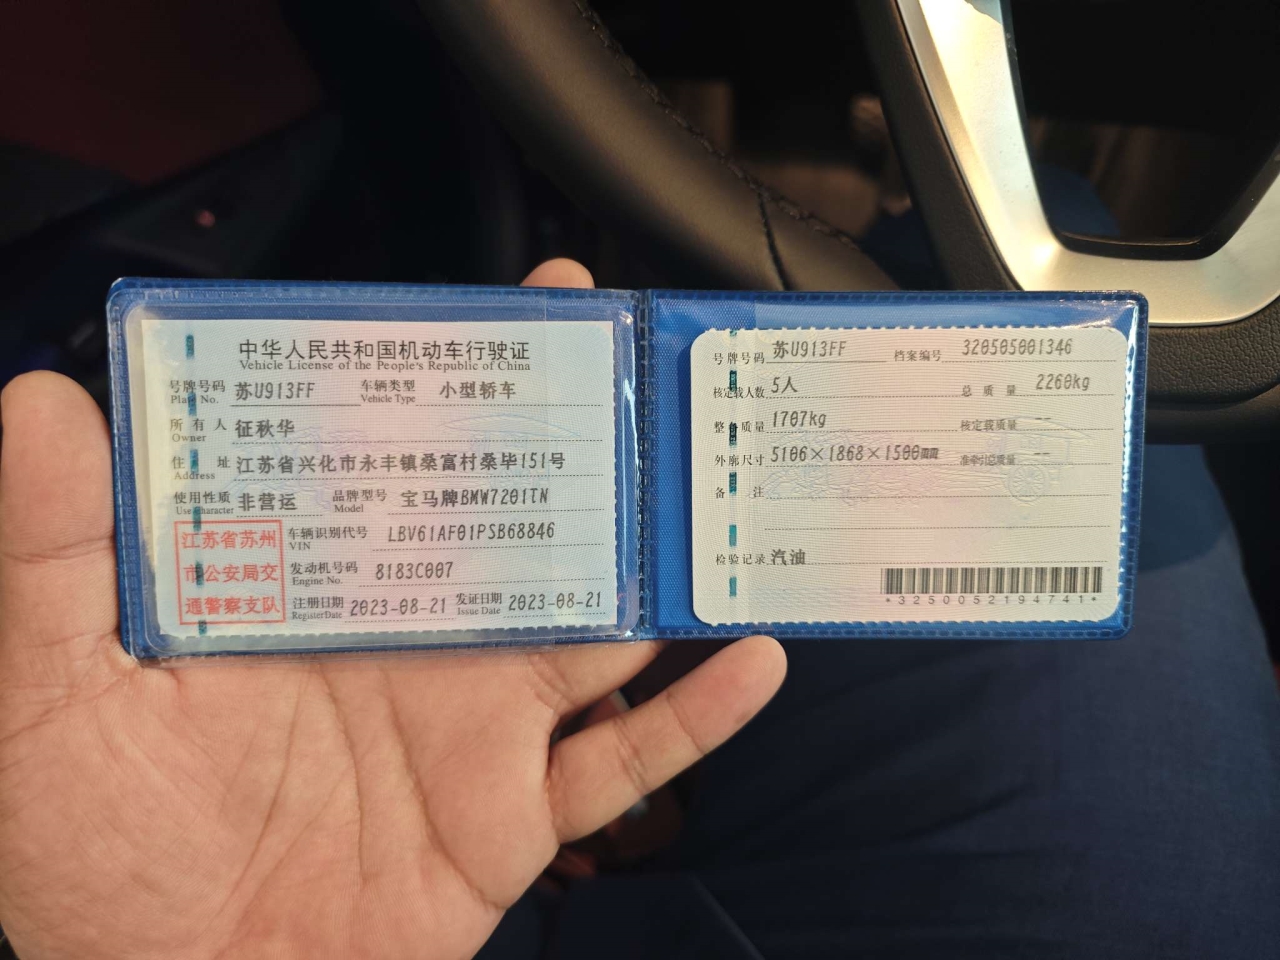 中华人民共和国机动车行驶证
Vehicle License of the People's Republic of China
号牌号码 苏U913FF 车辆类型 小型轿车
Plate No. Vehicle Type
所有人 征秋华
Owner
住址 江苏省兴化市永丰镇桑富村桑毕151号
Address
使用性质 非营运 品牌型号 宝马牌BMW7201TN
Use Character Model
江苏省苏州
市公安局交
通警察支队
车辆识别代号 LBV61AF01PSB68846
VIN
发动机号码 8183C007
Engine No.
注册日期 2023-08-21 发证日期 2023-08-21
Register Date Issue Date
号牌号码 苏U913FF 档案编号 320505001346
核定载人数 5人 总质量 2260kg
整备质量 1707kg 核定载质量 --
外廓尺寸 5106×1868×1500mm 准牵引总质量 --
备注
检验记录 汽油
*3250052194741*